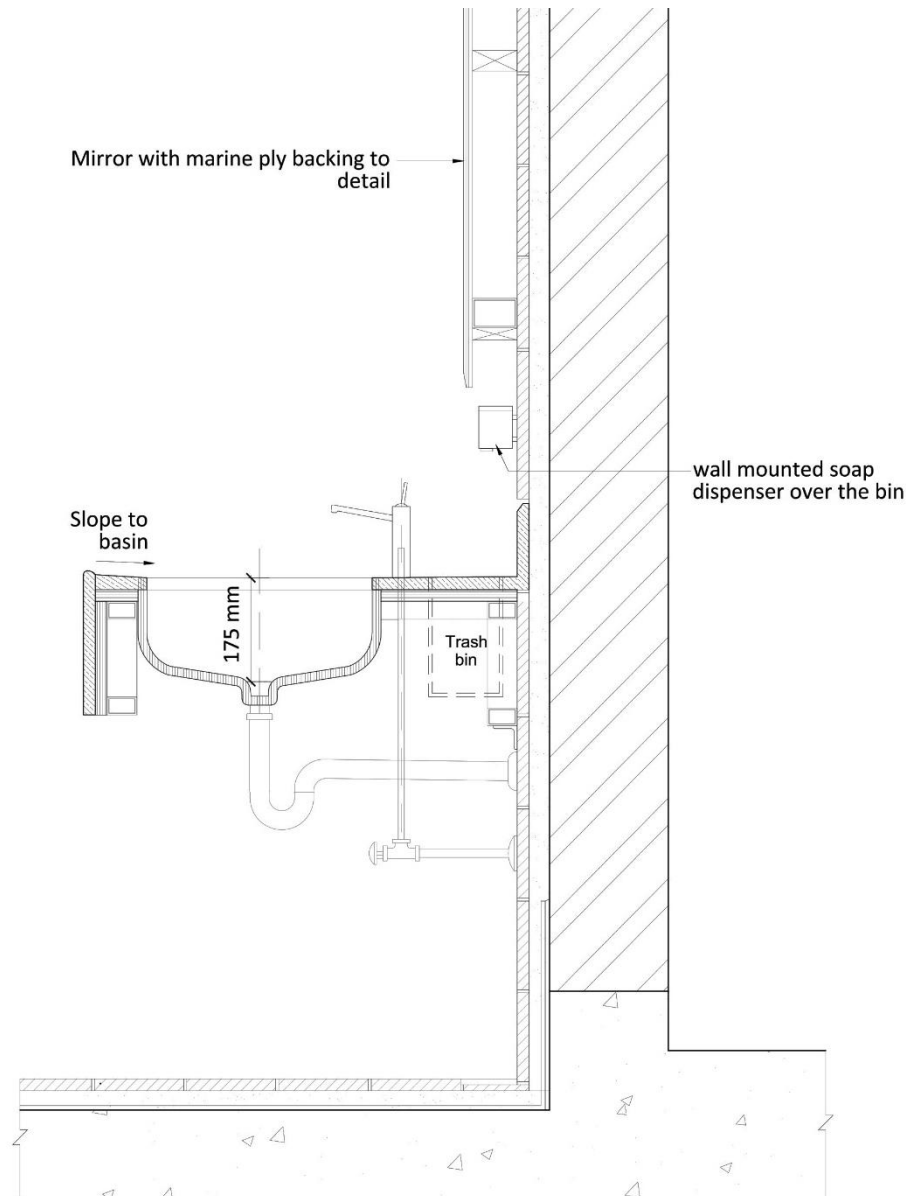 Mirror with marine ply backing to
detail
wall mounted soap
dispenser over the bin
Slope to
basin
175 mm
Trash
bin